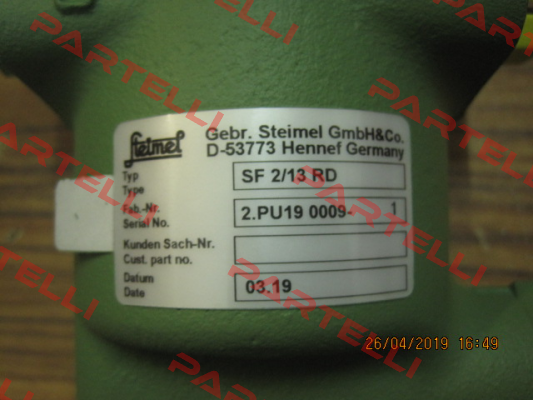 Steimel
Gebr. Steimel GmbH&Co.
D-53773 Hennef Germany
Typ
Type
SF 2/13 RD
Fab.-Nr.
Serial No.
2.PU19 0009- 1
Kunden Sach-Nr.
Cust. part no.
Datum
Date
03.19
26/04/2019 16:49
PARTELLI
PARTELLI
PARTELLI
PARTELLI
PARTELLI
PARTELLI